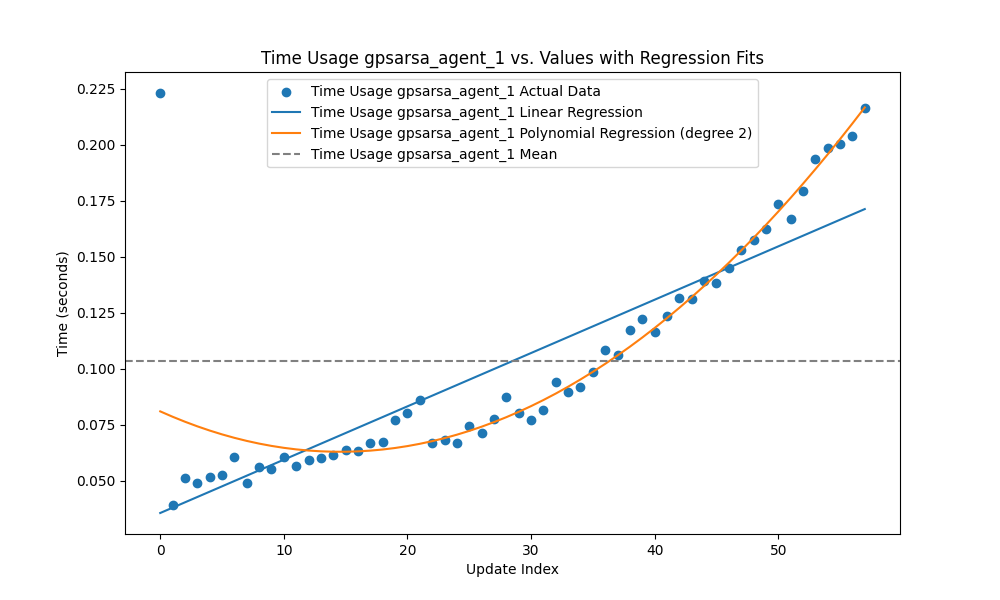 Time Usage gpsarsa_agent_1 vs. Values with Regression Fits
Time Usage gpsarsa_agent_1 Actual Data
Time Usage gpsarsa_agent_1 Linear Regression
Time Usage gpsarsa_agent_1 Polynomial Regression (degree 2)
Time Usage gpsarsa_agent_1 Mean
Time (seconds)
0.225
0.200
0.175
0.150
0.125
0.100
0.075
0.050
0 10 20 30 40 50
Update Index